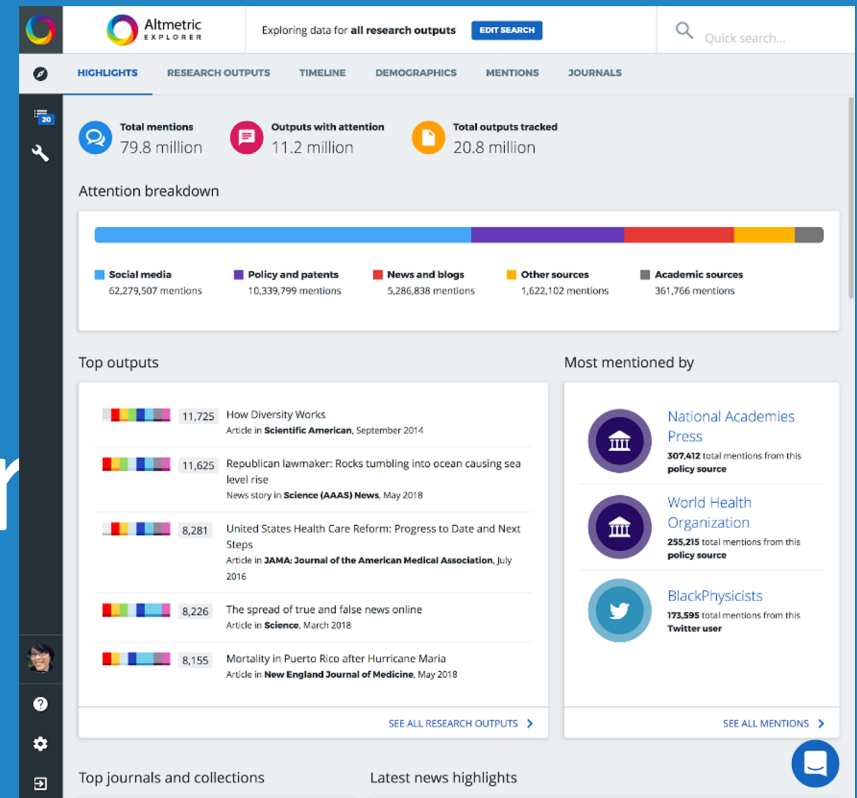 Altmetric
EXPLORER
Exploring data for all research outputs
EDIT SEARCH
Quick search...
HIGHLIGHTS
RESEARCH OUTPUTS
TIMELINE
DEMOGRAPHICS
MENTIONS
JOURNALS
20
Total mentions
79.8 million
Outputs with attention
11.2 million
Total outputs tracked
20.8 million
Attention breakdown
Social media
62,279,507 mentions
Policy and patents
10,339,799 mentions
News and blogs
5,286,838 mentions
Other sources
1,622,102 mentions
Academic sources
361,766 mentions
Top outputs
11,725
How Diversity Works
Article in Scientific American, September 2014
11,625
Republican lawmaker: Rocks tumbling into ocean causing sea
level rise
News story in Science (AAAS) News, May 2018
8,281
United States Health Care Reform: Progress to Date and Next
Steps
Article in JAMA: Journal of the American Medical Association, July
2016
8,226
The spread of true and false news online
Article in Science, March 2018
8,155
Mortality in Puerto Rico after Hurricane Maria
Article in New England Journal of Medicine, May 2018
SEE ALL RESEARCH OUTPUTS
Most mentioned by
National Academies
Press
307,412 total mentions from this
policy source
World Health
Organization
255,215 total mentions from this
policy source
BlackPhysicists
173,595 total mentions from this
Twitter user
SEE ALL MENTIONS
Top journals and collections
Latest news highlights